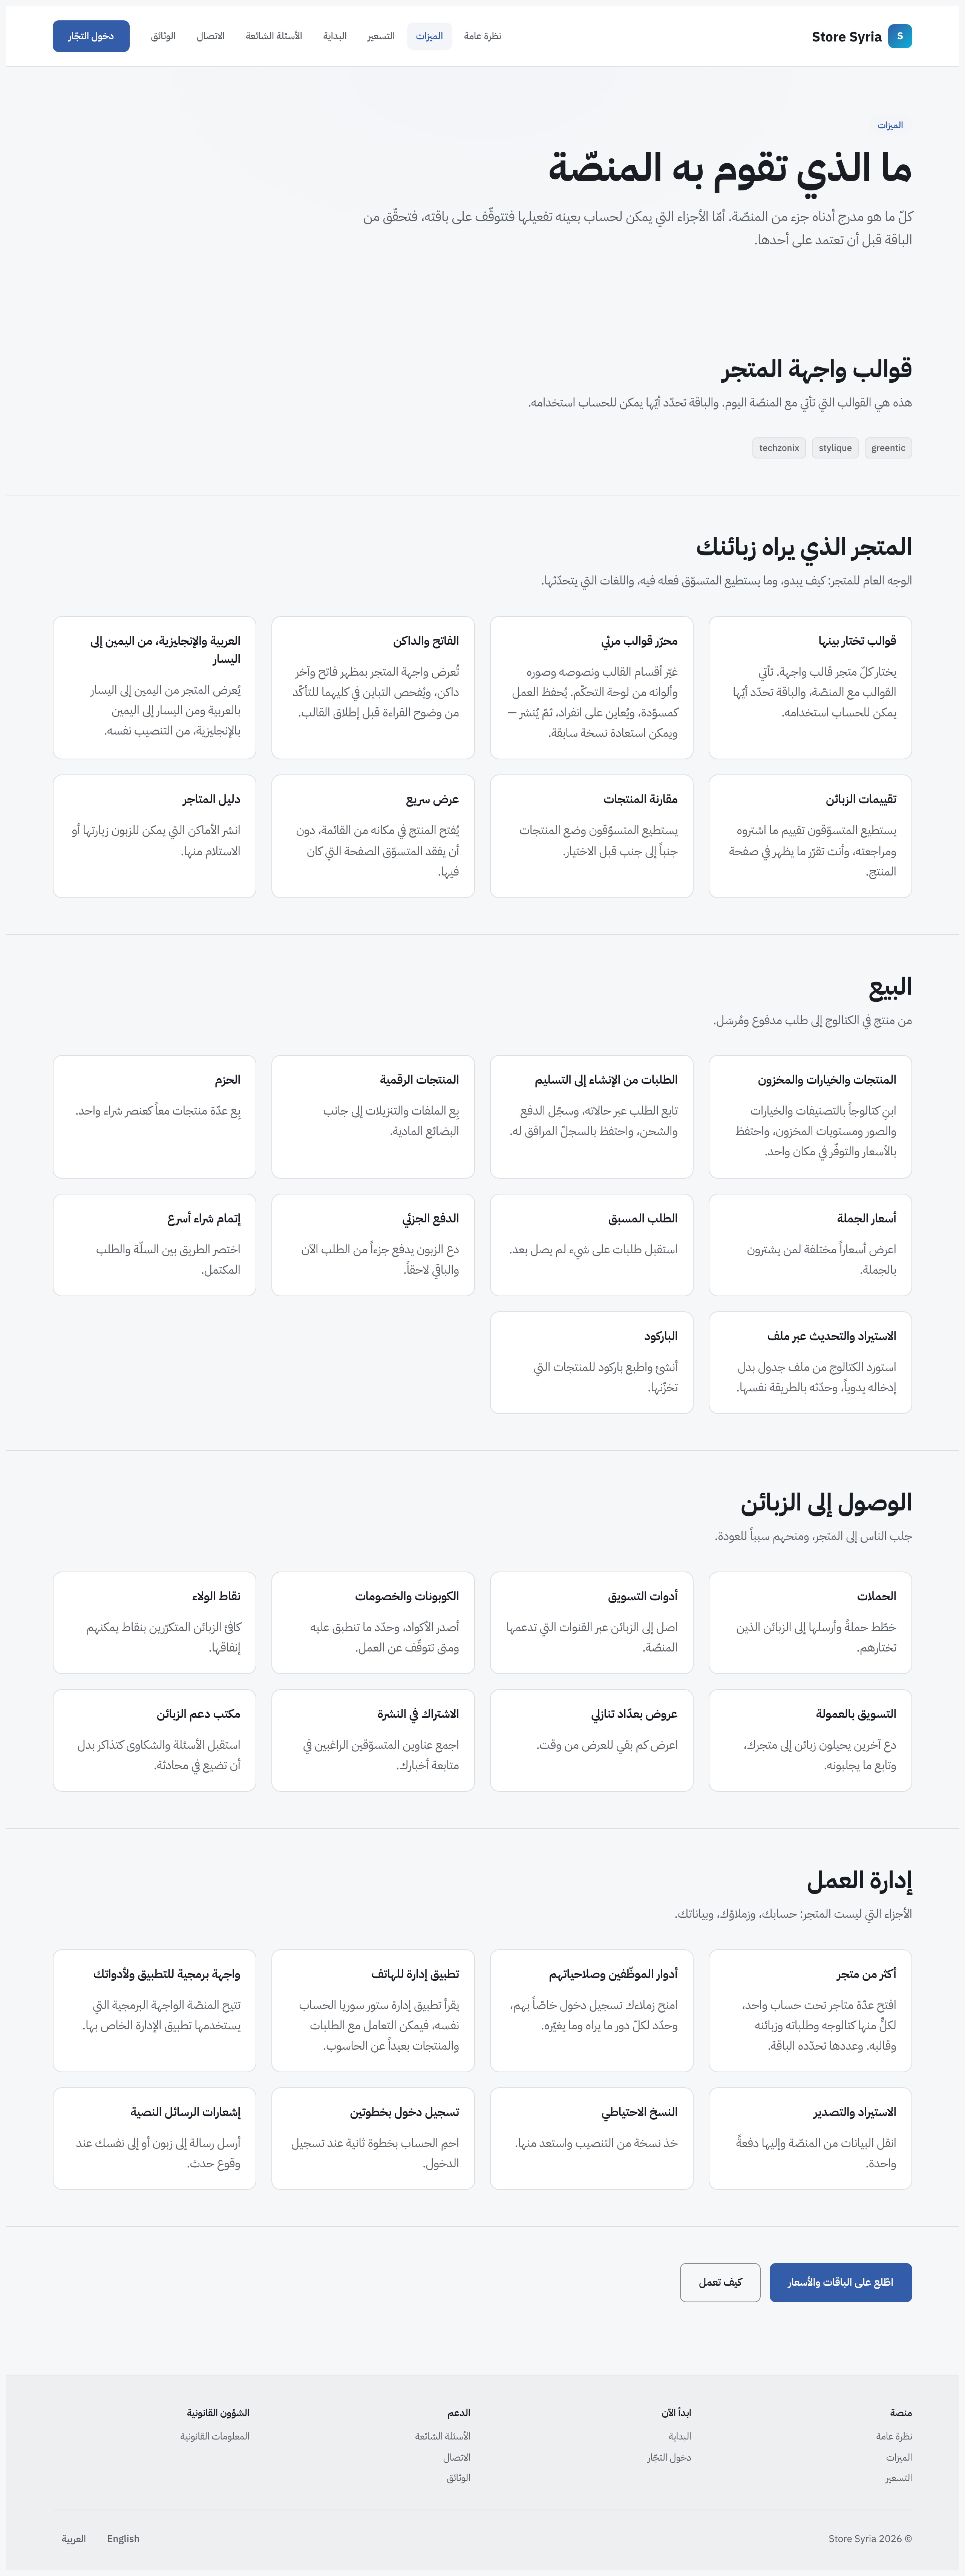 S
Store Syria
نظرة عامة
الميزات
التسعير
البداية
الأسئلة الشائعة
الاتصال
الوثائق
دخول التجّار
الميزات
ما الذي تقوم به المنصّة
كلّ ما هو مدرج أدناه جزء من المنصّة. أمّا الأجزاء التي يمكن لحساب بعينه تفعيلها فتتوقّف على باقته، فتحقّق من
الباقة قبل أن تعتمد على أحدها.
قوالب واجهة المتجر
هذه هي القوالب التي تأتي مع المنصّة اليوم. والباقة تحدّد أيّها يمكن للحساب استخدامه.
greentic
stylique
techzonix
المتجر الذي يراه زبائنك
الوجه العام للمتجر: كيف يبدو، وما يستطيع المتسوّق فعله فيه، واللغات التي يتحدّثها.
قوالب تختار بينها
يختار كلّ متجر قالب واجهة. تأتي
القوالب مع المنصّة، والباقة تحدّد أيّها
يمكن للحساب استخدامه.
محرّر قوالب مرئي
غيّر أقسام القالب ونصوصه وصوره
وألوانه من لوحة التحكّم. يُحفظ العمل
كمسوّدة، ويُعاين على انفراد، ثمّ يُنشر —
ويمكن استعادة نسخة سابقة.
الفاتح والداكن
تُعرض واجهة المتجر بمظهر فاتح وآخر
داكن، ويُفحص التباين في كليهما للتأكّد
من وضوح القراءة قبل إطلاق القالب.
العربية والإنجليزية، من اليمين إلى
اليسار
يُعرض المتجر من اليمين إلى اليسار
بالعربية ومن اليسار إلى اليمين
بالإنجليزية، من التنصيب نفسه.
تقييمات الزبائن
يستطيع المتسوّقون تقييم ما اشتروه
ومراجعته، وأنت تقرّر ما يظهر في صفحة
المنتج.
مقارنة المنتجات
يستطيع المتسوّقون وضع المنتجات
جنباً إلى جنب قبل الاختيار.
عرض سريع
يُفتح المنتج في مكانه من القائمة، دون
أن يفقد المتسوّق الصفحة التي كان
فيها.
دليل المتاجر
انشر الأماكن التي يمكن للزبون زيارتها أو
الاستلام منها.
البيع
من منتج في الكتالوج إلى طلب مدفوع ومُرسَل.
المنتجات والخيارات والمخزون
ابنِ كتالوجاً بالتصنيفات والخيارات
والصور ومستويات المخزون، واحتفظ
بالأسعار والتوفّر في مكان واحد.
الطلبات من الإنشاء إلى التسليم
تابع الطلب عبر حالاته، وسجّل الدفع
والشحن، واحتفظ بالسجلّ المرافق له.
المنتجات الرقمية
بِع الملفات والتنزيلات إلى جانب
البضائع المادية.
الحزم
بِع عدّة منتجات معاً كعنصر شراء واحد.
أسعار الجملة
اعرض أسعاراً مختلفة لمن يشترون
بالجملة.
الطلب المسبق
استقبل طلبات على شيء لم يصل بعد.
الدفع الجزئي
دع الزبون يدفع جزءاً من الطلب الآن
والباقي لاحقاً.
إتمام شراء أسرع
اختصر الطريق بين السلّة والطلب
المكتمل.
الاستيراد والتحديث عبر ملف
استورد الكتالوج من ملف جدول بدل
إدخاله يدوياً، وحدّثه بالطريقة نفسها.
الباركود
أنشئ واطبع باركود للمنتجات التي
تخزّنها.
الوصول إلى الزبائن
جلب الناس إلى المتجر، ومنحهم سبباً للعودة.
الحملات
خطّط حملةً وأرسلها إلى الزبائن الذين
تختارهم.
أدوات التسويق
اصل إلى الزبائن عبر القنوات التي تدعمها
المنصّة.
الكوبونات والخصومات
أصدر الأكواد، وحدّد ما تنطبق عليه
ومتى تتوقّف عن العمل.
نقاط الولاء
كافئ الزبائن المتكرّرين بنقاط يمكنهم
إنفاقها.
التسويق بالعمولة
دع آخرين يحيلون زبائن إلى متجرك،
وتابع ما يجلبونه.
عروض بعدّاد تنازلي
اعرض كم بقي للعرض من وقت.
الاشتراك في النشرة
اجمع عناوين المتسوّقين الراغبين في
متابعة أخبارك.
مكتب دعم الزبائن
استقبل الأسئلة والشكاوى كتذاكر بدل
أن تضيع في محادثة.
إدارة العمل
الأجزاء التي ليست المتجر: حسابك، وزملاؤك، وبياناتك.
أكثر من متجر
افتح عدّة متاجر تحت حساب واحد،
لكلٍّ منها كتالوجه وطلباته وزبائنه
وقالبه. وعددها تحدّده الباقة.
أدوار الموظّفين وصلاحياتهم
امنح زملاءك تسجيل دخول خاصّاً بهم،
وحدّد لكلّ دور ما يراه وما يغيّره.
تطبيق إدارة للهاتف
يقرأ تطبيق إدارة ستور سوريا الحساب
نفسه، فيمكن التعامل مع الطلبات
والمنتجات بعيداً عن الحاسوب.
واجهة برمجية للتطبيق ولأدواتك
تتيح المنصّة الواجهة البرمجية التي
يستخدمها تطبيق الإدارة الخاص بها.
الاستيراد والتصدير
انقل البيانات من المنصّة وإليها دفعةً
واحدة.
النسخ الاحتياطي
خذ نسخة من التنصيب واستعد منها.
تسجيل دخول بخطوتين
احمِ الحساب بخطوة ثانية عند تسجيل
الدخول.
إشعارات الرسائل النصية
أرسل رسالة إلى زبون أو إلى نفسك عند
وقوع حدث.
اطّلع على الباقات والأسعار
كيف تعمل
منصة
نظرة عامة
الميزات
التسعير
ابدأ الآن
البداية
دخول التجّار
الدعم
الأسئلة الشائعة
الاتصال
الوثائق
الشؤون القانونية
المعلومات القانونية
© 2026 Store Syria
English
العربية